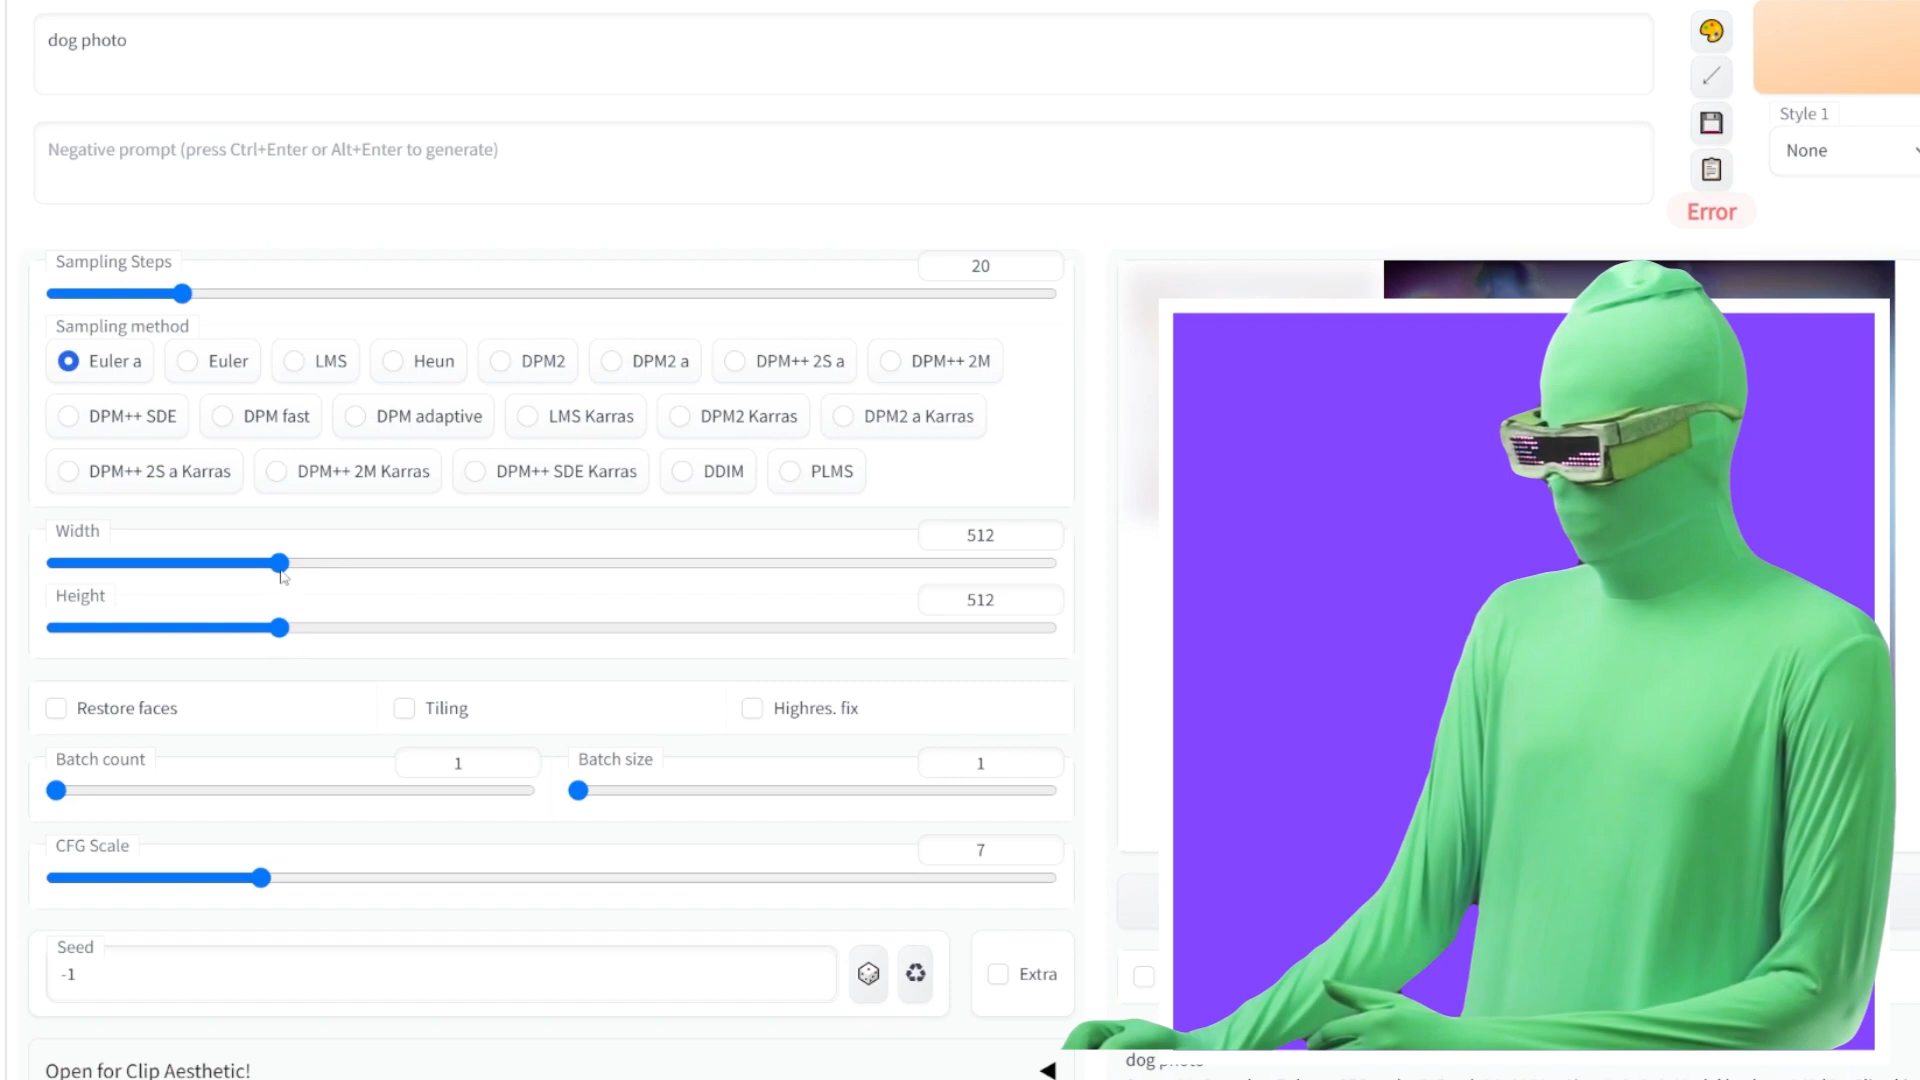 dog photo
Negative prompt (press Ctrl+Enter or Alt+Enter to generate)
Style 1
None
Error
Sampling Steps
20
Sampling method
Euler a
Euler
LMS
Heun
DPM2
DPM2 a
DPM++ 2S a
DPM++ 2M
DPM++ SDE
DPM fast
DPM adaptive
LMS Karras
DPM2 Karras
DPM2 a Karras
DPM++ 2S a Karras
DPM++ 2M Karras
DPM++ SDE Karras
DDIM
PLMS
Width
512
Height
512
Restore faces
Tiling
Highres. fix
Batch count
1
Batch size
1
CFG Scale
7
Seed
-1
Extra
Open for Clip Aesthetic!
dog